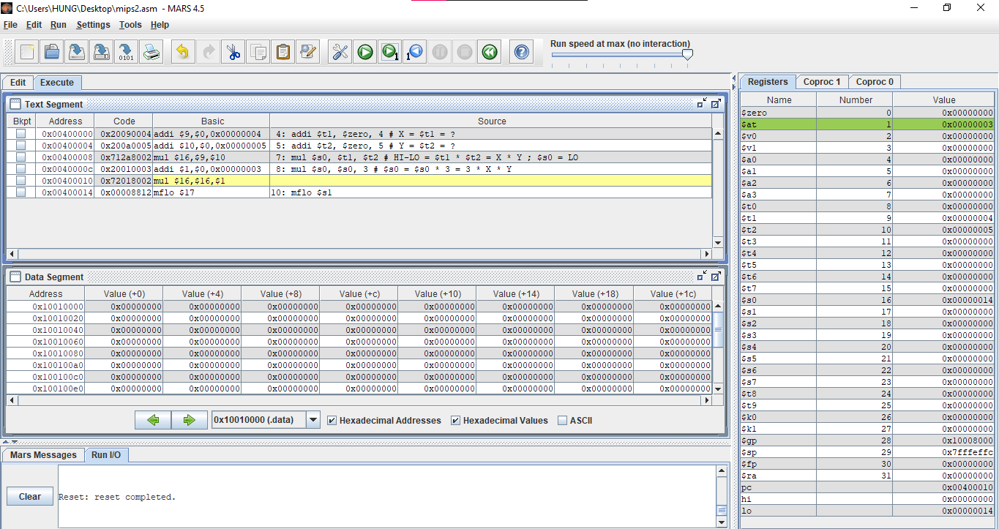 C:\Users\HUNG\Desktop\mips2.asm - MARS 4.5
File Edit Run Settings Tools Help
Run speed at max (no interaction)
Edit Execute
Text Segment
Bkpt Address Code Basic Source
0x00400000 0x20090004 addi $9,$0,0x00000004 4: addi $t1, $zero, 4 # X = $t1 = ?
0x00400004 0x200a0005 addi $10,$0,0x00000005 5: addi $t2, $zero, 5 # Y = $t2 = ?
0x00400008 0x712a8002 mul $16,$9,$10 7: mul $s0, $t1, $t2 # HI-LO = $t1 * $t2 = X * Y ; $s0 = LO
0x0040000c 0x20010003 addi $1,$0,0x00000003 8: mul $s0, $s0, 3 # $s0 = $s0 * 3 = 3 * X * Y
0x00400010 0x72018002 mul $16,$16,$1
0x00400014 0x00008812 mflo $17 10: mflo $s1
Data Segment
Address Value (+0) Value (+4) Value (+8) Value (+c) Value (+10) Value (+14) Value (+18) Value (+1c)
0x10010000 0x00000000 0x00000000 0x00000000 0x00000000 0x00000000 0x00000000 0x00000000 0x00000000
0x10010020 0x00000000 0x00000000 0x00000000 0x00000000 0x00000000 0x00000000 0x00000000 0x00000000
0x10010040 0x00000000 0x00000000 0x00000000 0x00000000 0x00000000 0x00000000 0x00000000 0x00000000
0x10010060 0x00000000 0x00000000 0x00000000 0x00000000 0x00000000 0x00000000 0x00000000 0x00000000
0x10010080 0x00000000 0x00000000 0x00000000 0x00000000 0x00000000 0x00000000 0x00000000 0x00000000
0x100100a0 0x00000000 0x00000000 0x00000000 0x00000000 0x00000000 0x00000000 0x00000000 0x00000000
0x100100c0 0x00000000 0x00000000 0x00000000 0x00000000 0x00000000 0x00000000 0x00000000 0x00000000
0x100100e0 0x00000000 0x00000000 0x00000000 0x00000000 0x00000000 0x00000000 0x00000000 0x00000000
0x10010000 (.data) Hexadecimal Addresses Hexadecimal Values ASCII
Mars Messages Run I/O
Clear
Reset: reset completed.
Registers Coproc 1 Coproc 0
Name Number Value
$zero 0 0x00000000
$at 1 0x00000003
$v0 2 0x00000000
$v1 3 0x00000000
$a0 4 0x00000000
$a1 5 0x00000000
$a2 6 0x00000000
$a3 7 0x00000000
$t0 8 0x00000000
$t1 9 0x00000004
$t2 10 0x00000005
$t3 11 0x00000000
$t4 12 0x00000000
$t5 13 0x00000000
$t6 14 0x00000000
$t7 15 0x00000000
$s0 16 0x00000014
$s1 17 0x00000000
$s2 18 0x00000000
$s3 19 0x00000000
$s4 20 0x00000000
$s5 21 0x00000000
$s6 22 0x00000000
$s7 23 0x00000000
$t8 24 0x00000000
$t9 25 0x00000000
$k0 26 0x00000000
$k1 27 0x00000000
$gp 28 0x10008000
$sp 29 0x7fffeffc
$fp 30 0x00000000
$ra 31 0x00000000
pc 0x00400010
hi 0x00000000
lo 0x00000014